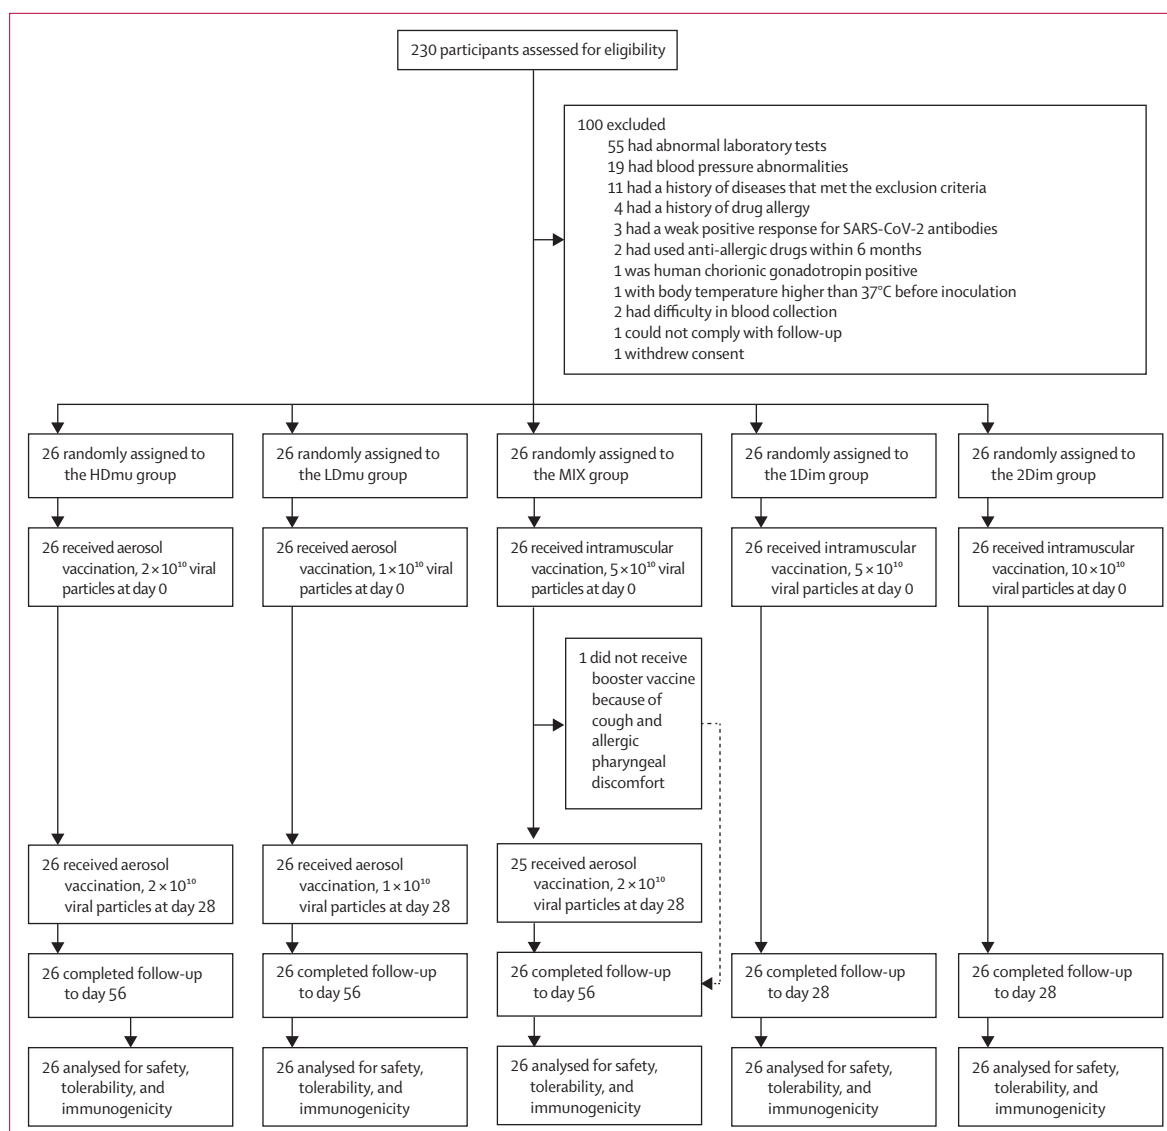 230 participants assessed for eligibility
100 excluded
55 had abnormal laboratory tests
19 had blood pressure abnormalities
11 had a history of diseases that met the exclusion criteria
4 had a history of drug allergy
3 had a weak positive response for SARS-CoV-2 antibodies
2 had used anti-allergic drugs within 6 months
1 was human chorionic gonadotropin positive
1 with body temperature higher than 37°C before inoculation
2 had difficulty in blood collection
1 could not comply with follow-up
1 withdrew consent
26 randomly assigned to
the HDmu group
26 randomly assigned to
the LDmu group
26 randomly assigned to
the MIX group
26 randomly assigned to
the 1Dim group
26 randomly assigned to
the 2Dim group
26 received aerosol
vaccination, 2 × 10¹⁰ viral
particles at day 0
26 received aerosol
vaccination, 1 × 10¹⁰ viral
particles at day 0
26 received intramuscular
vaccination, 5 × 10¹⁰ viral
particles at day 0
26 received intramuscular
vaccination, 5 × 10¹⁰
viral particles at day 0
26 received intramuscular
vaccination, 10 × 10¹⁰
viral particles at day 0
1 did not receive
booster vaccine
because of
cough and
allergic
pharyngeal
discomfort
26 received aerosol
vaccination, 2 × 10¹⁰
viral particles at day 28
26 received aerosol
vaccination, 1 × 10¹⁰
viral particles at day 28
25 received aerosol
vaccination, 2 × 10¹⁰
viral particles at day 28
26 completed follow-up
to day 56
26 completed follow-up
to day 56
26 completed follow-up
to day 56
26 completed follow-up
to day 28
26 completed follow-up
to day 28
26 analysed for safety,
tolerability, and
immunogenicity
26 analysed for safety,
tolerability, and
immunogenicity
26 analysed for safety,
tolerability, and
immunogenicity
26 analysed for safety,
tolerability, and
immunogenicity
26 analysed for safety,
tolerability, and
immunogenicity